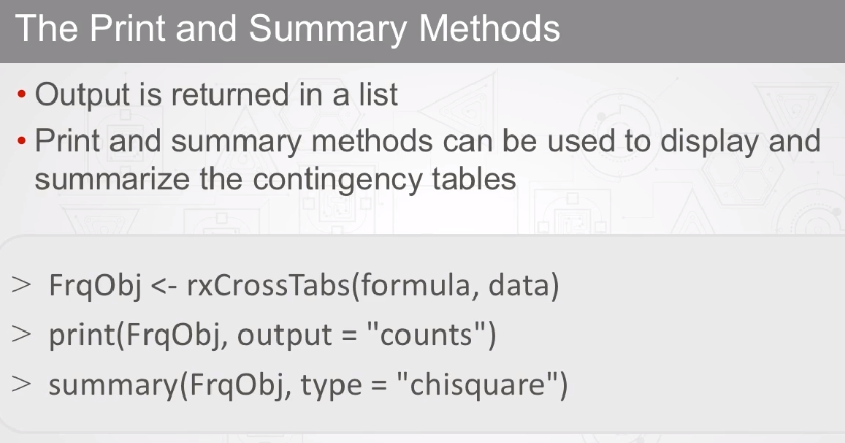 The Print and Summary Methods
• Output is returned in a list
• Print and summary methods can be used to display and
summarize the contingency tables
> FrqObj <- rxCrossTabs(formula, data)
> print(FrqObj, output = "counts")
> summary(FrqObj, type = "chisquare")